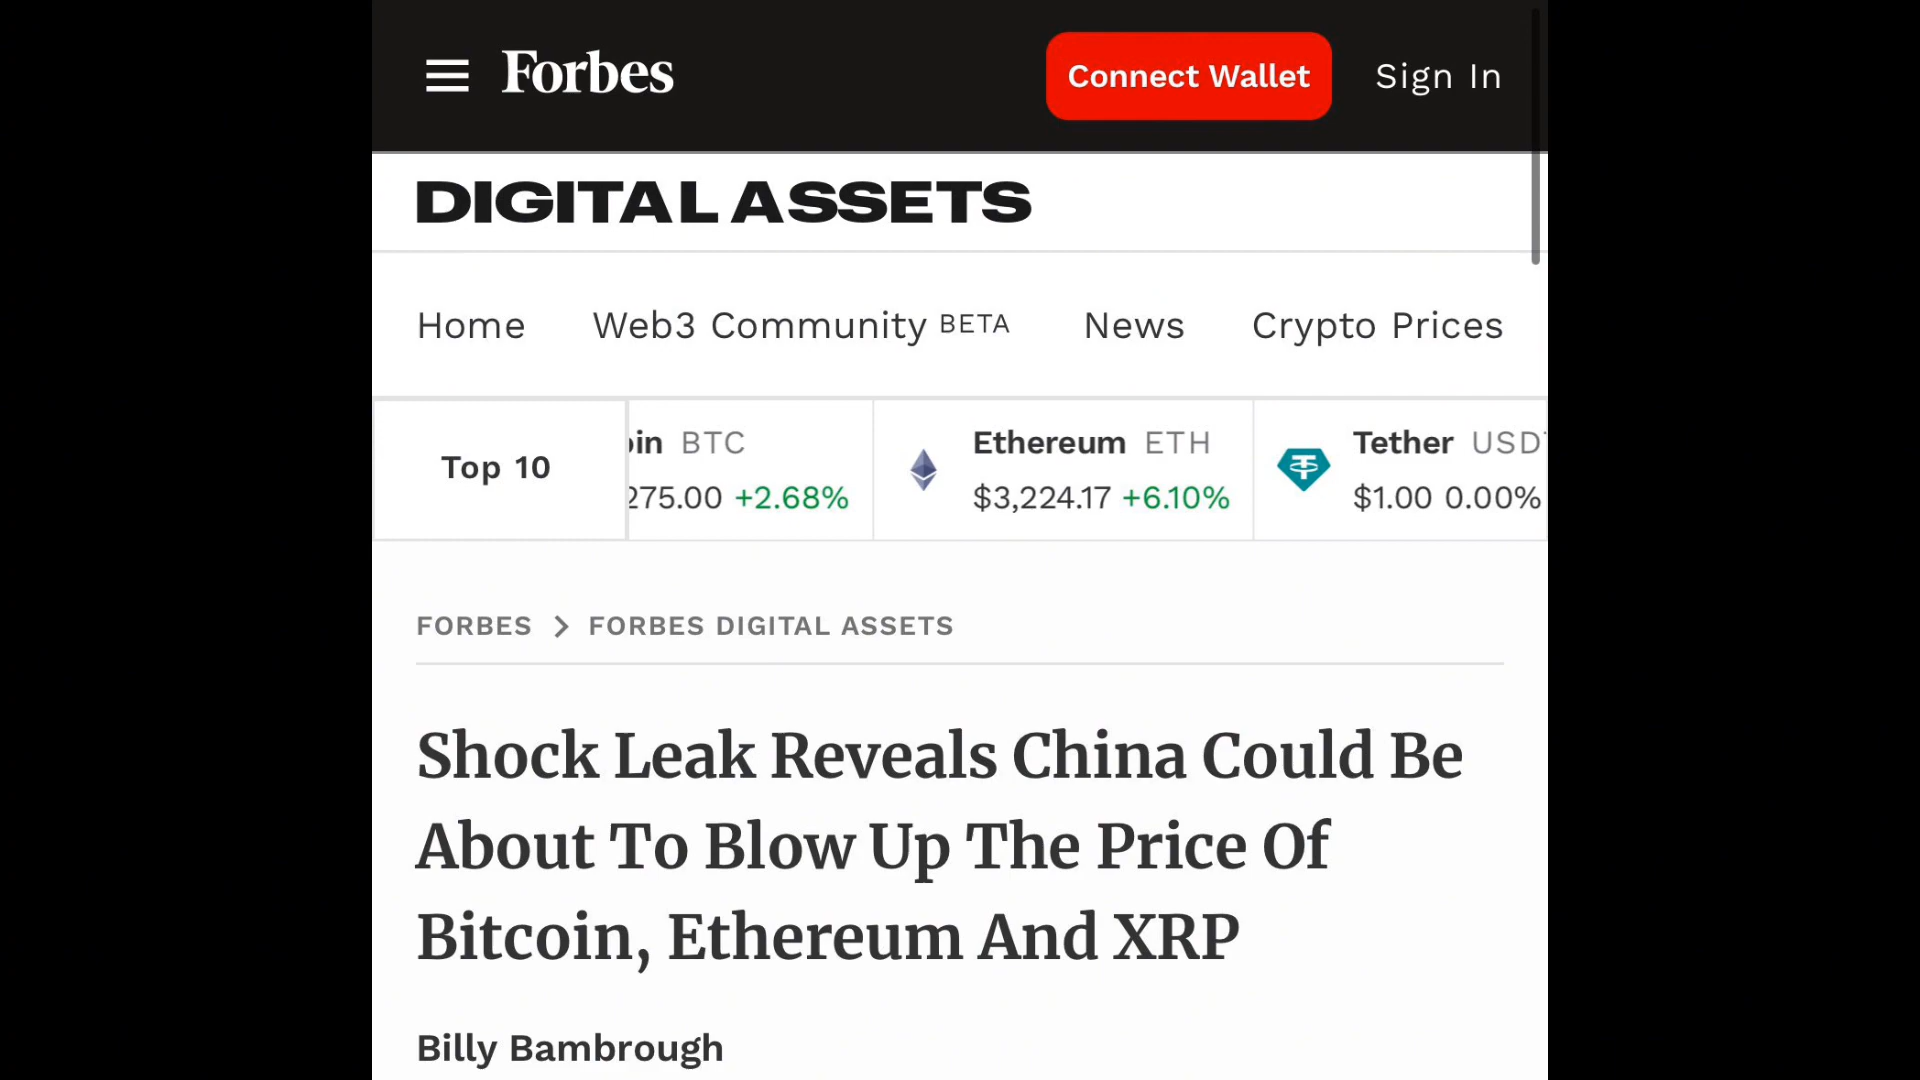 Forbes
Connect Wallet
Sign In
DIGITAL ASSETS
Home Web3 Community BETA News Crypto Prices
Top 10
BTC
275.00 +2.68%
Ethereum ETH
$3,224.17 +6.10%
Tether
$1.00 0.00%
FORBES > FORBES DIGITAL ASSETS
Shock Leak Reveals China Could Be
About To Blow Up The Price Of
Bitcoin, Ethereum And XRP
Billy Bambrough